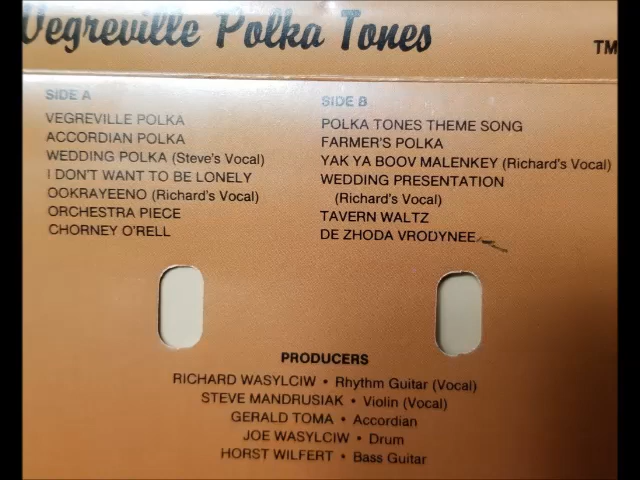 Vegreville Polka Tones
TM
SIDE A
VEGREVILLE POLKA
ACCORDIAN POLKA
WEDDING POLKA (Steve's Vocal)
I DON'T WANT TO BE LONELY
OOKRAYEENO (Richard's Vocal)
ORCHESTRA PIECE
CHORNEY O'RELL
SIDE B
POLKA TONES THEME SONG
FARMER'S POLKA
YAK YA BOOV MALENKEY (Richard's Vocal)
WEDDING PRESENTATION
(Richard's Vocal)
TAVERN WALTZ
DE ZHODA VRODYNEE
PRODUCERS
RICHARD WASYLCIW • Rhythm Guitar (Vocal)
STEVE MANDRUSIAK • Violin (Vocal)
GERALD TOMA • Accordian
JOE WASYLCIW • Drum
HORST WILFERT • Bass Guitar